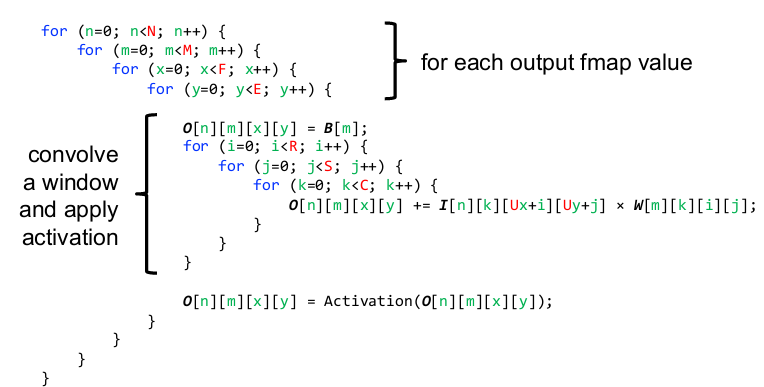 for (n=0; n<N; n++) {
for (m=0; m<M; m++) {
for (x=0; x<F; x++) {
for (y=0; y<E; y++) {
for each output fmap value
O[n][m][x][y] = B[m];
for (i=0; i<R; i++) {
for (j=0; j<S; j++) {
for (k=0; k<C; k++) {
O[n][m][x][y] += I[n][k][Ux+i][Uy+j] × W[m][k][i][j];
}
}
}
convolve
a window
and apply
activation
O[n][m][x][y] = Activation(O[n][m][x][y]);
}
}
}
}